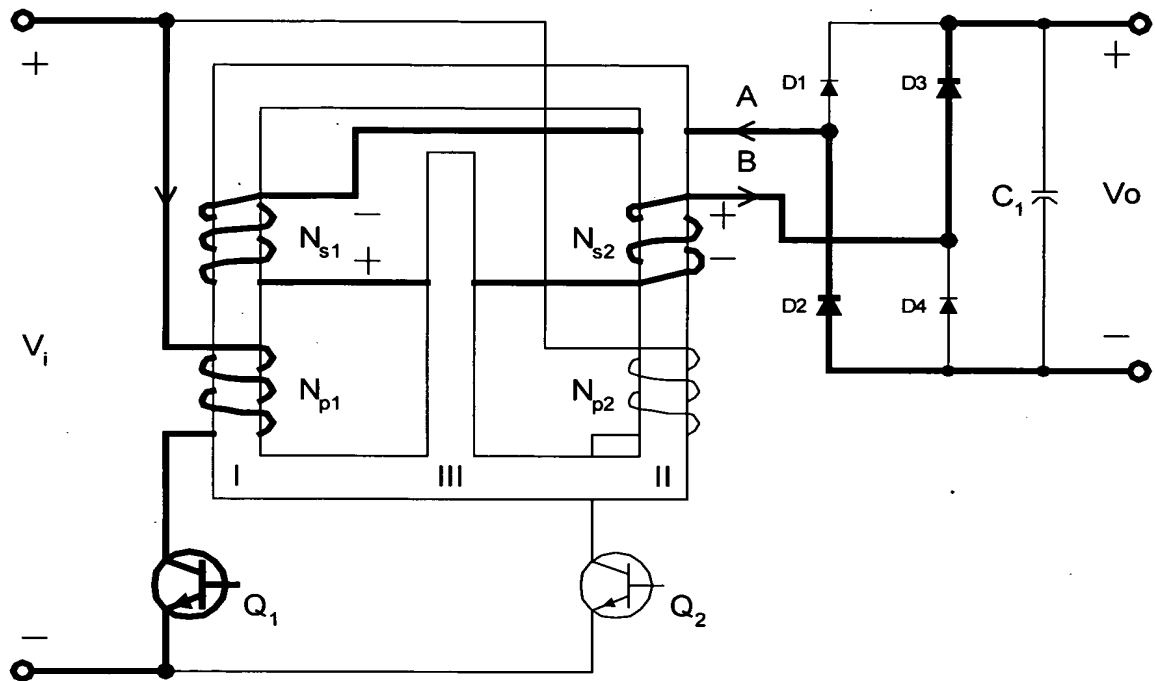 +
A
D1
D3
+
B
−
+
N_s1
+
N_s2
−
C_1
Vo
D2
D4
V_i
N_p1
N_p2
−
I
III
II
−
Q_1
Q_2